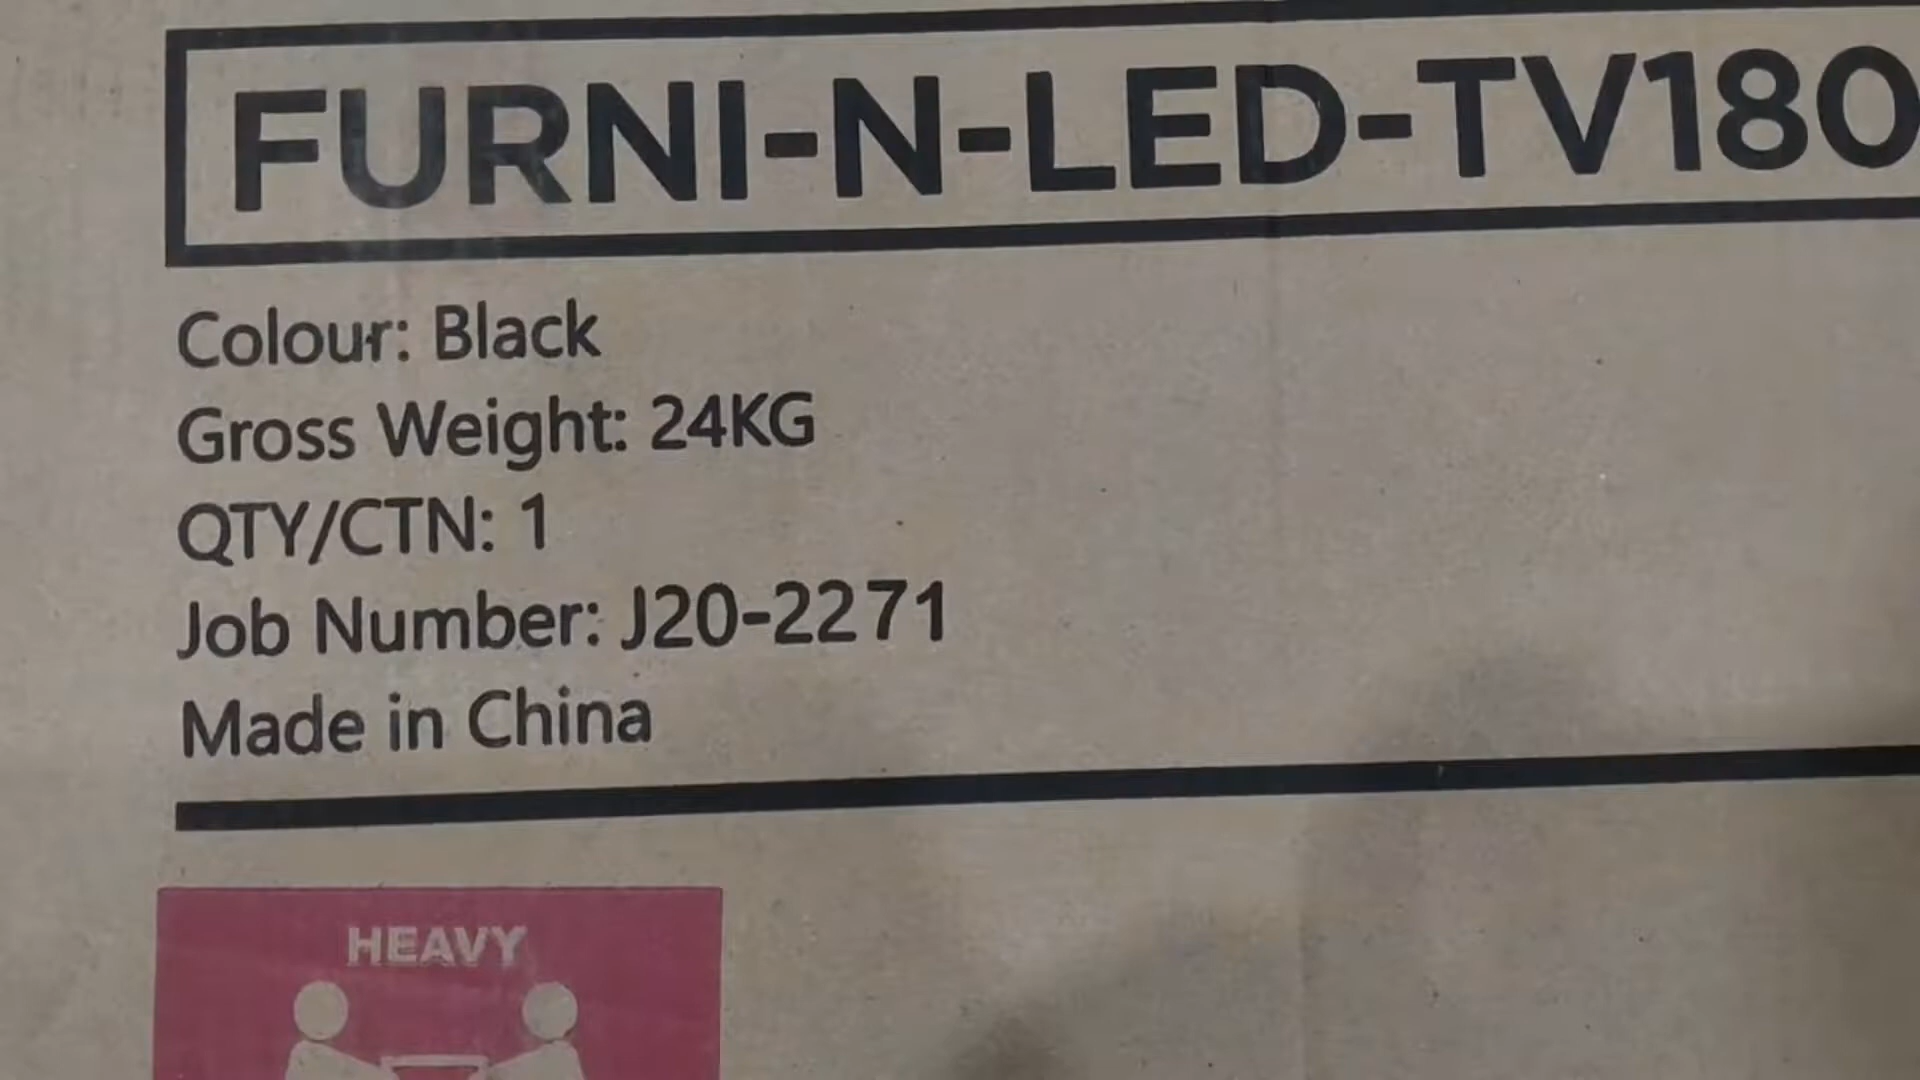 FURNI-N-LED-TV180
Colour: Black
Gross Weight: 24KG
QTY/CTN: 1
Job Number: J20-2271
Made in China
HEAVY